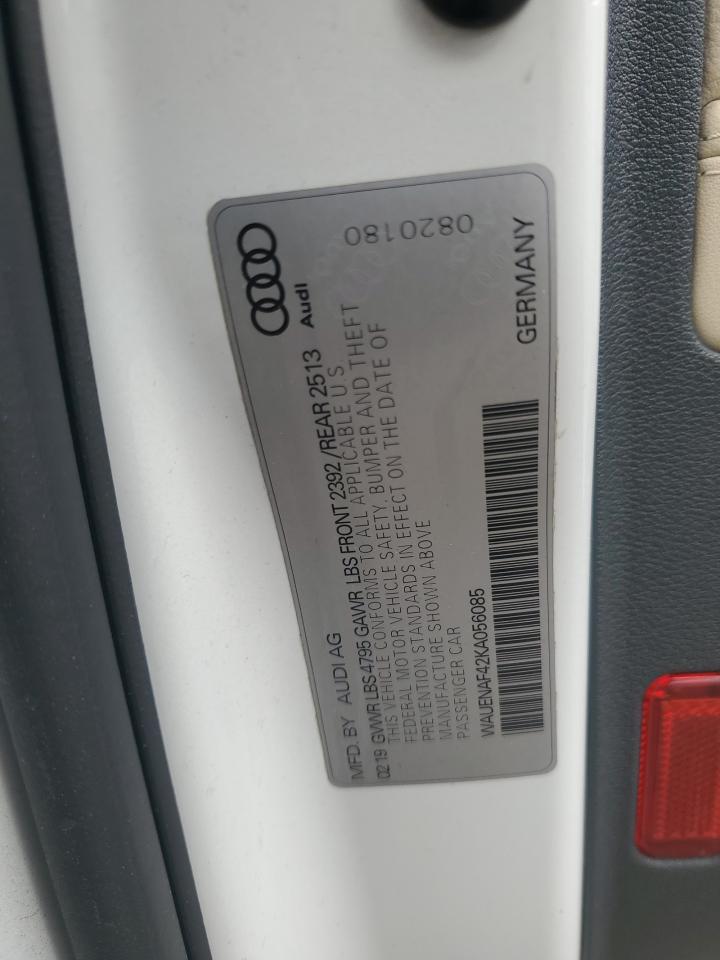 MFD. BY AUDI AG
Audi
02 19 GVWR LBS 4795 GAWR LBS FRONT 2392 / REAR 2513
THIS VEHICLE CONFORMS TO ALL APPLICABLE U.S.
FEDERAL MOTOR VEHICLE SAFETY, BUMPER AND THEFT
PREVENTION STANDARDS IN EFFECT ON THE DATE OF
MANUFACTURE SHOWN ABOVE
PASSENGER CAR
WAUENAF42KA056085
GERMANY
0820180